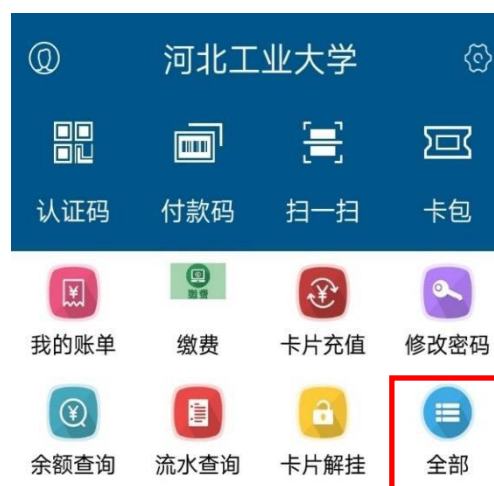 河北工业大学
认证码 付款码 扫一扫 卡包
缴费
我的账单 缴费 卡片充值 修改密码
余额查询 流水查询 卡片解挂 全部